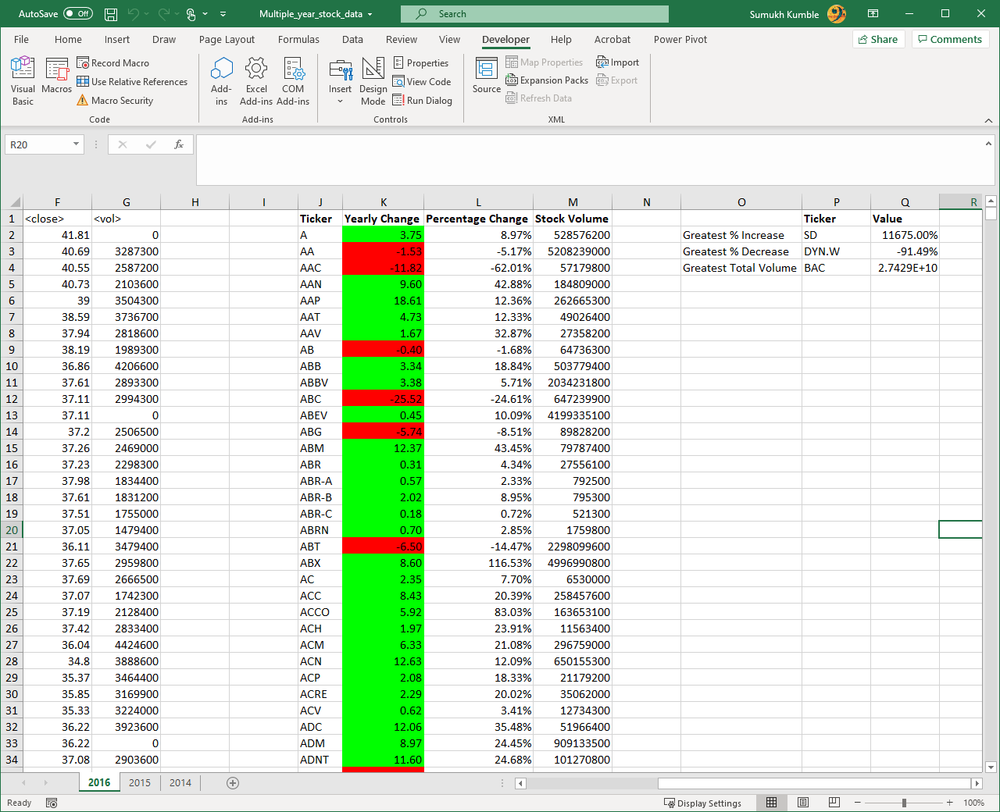 AutoSave Off Multiple_year_stock_data Search Sumukh Kumble
File Home Insert Draw Page Layout Formulas Data Review View Developer Help Acrobat Power Pivot Share Comments
Visual Basic Macros Record Macro Use Relative References Macro Security
Code
Add-ins Excel Add-ins COM Add-ins
Add-ins
Insert Design Mode Properties View Code Run Dialog
Controls
Source Map Properties Expansion Packs Refresh Data Import Export
XML
R20 fx
F G H I J K L M N O P Q R
1 <close> <vol> Ticker Yearly Change Percentage Change Stock Volume Ticker Value
2 41.81 0 A 3.75 8.97% 528576200 Greatest % Increase SD 11675.00%
3 40.69 3287300 AA -1.53 -5.17% 5208239000 Greatest % Decrease DYN.W -91.49%
4 40.55 2587200 AAC -11.82 -62.01% 57179800 Greatest Total Volume BAC 2.7429E+10
5 40.73 2103600 AAN 9.60 42.88% 184809000
6 39 3504300 AAP 18.61 12.36% 262665300
7 38.59 3736700 AAT 4.73 12.33% 49026400
8 37.94 2818600 AAV 1.67 32.87% 27358200
9 38.19 1989300 AB -0.40 -1.68% 64736300
10 36.86 4206600 ABB 3.34 18.84% 503779400
11 37.61 2893300 ABBV 3.38 5.71% 2034231800
12 37.11 2994300 ABC -25.52 -24.61% 647239900
13 37.11 0 ABEV 0.45 10.09% 4199335100
14 37.2 2506500 ABG -5.74 -8.51% 89828200
15 37.26 2469000 ABM 12.37 43.45% 79787400
16 37.23 2298300 ABR 0.31 4.34% 27556100
17 37.98 1834400 ABR-A 0.57 2.33% 792500
18 37.61 1831200 ABR-B 2.02 8.95% 795300
19 37.51 1755000 ABR-C 0.18 0.72% 521300
20 37.05 1479400 ABRN 0.70 2.85% 1759800
21 36.11 3479400 ABT -6.50 -14.47% 2298099600
22 37.65 2959800 ABX 8.60 116.53% 4996990800
23 37.69 2666500 AC 2.35 7.70% 6530000
24 37.07 1742300 ACC 8.43 20.39% 258457600
25 37.19 2128400 ACCO 5.92 83.03% 163653100
26 37.42 2833400 ACH 1.97 23.91% 11563400
27 36.04 4424600 ACM 6.33 21.08% 296759000
28 34.8 3888600 ACN 12.63 12.09% 650155300
29 35.37 3464400 ACP 2.08 18.33% 21179200
30 35.85 3169900 ACRE 2.29 20.02% 35062000
31 35.33 3224000 ACV 0.62 3.41% 12734300
32 36.22 3923600 ADC 12.06 35.48% 51966400
33 36.22 0 ADM 8.97 24.45% 909133500
34 37.08 2903600 ADNT 11.60 24.68% 101270800
2016 2015 2014
Ready Display Settings 100%